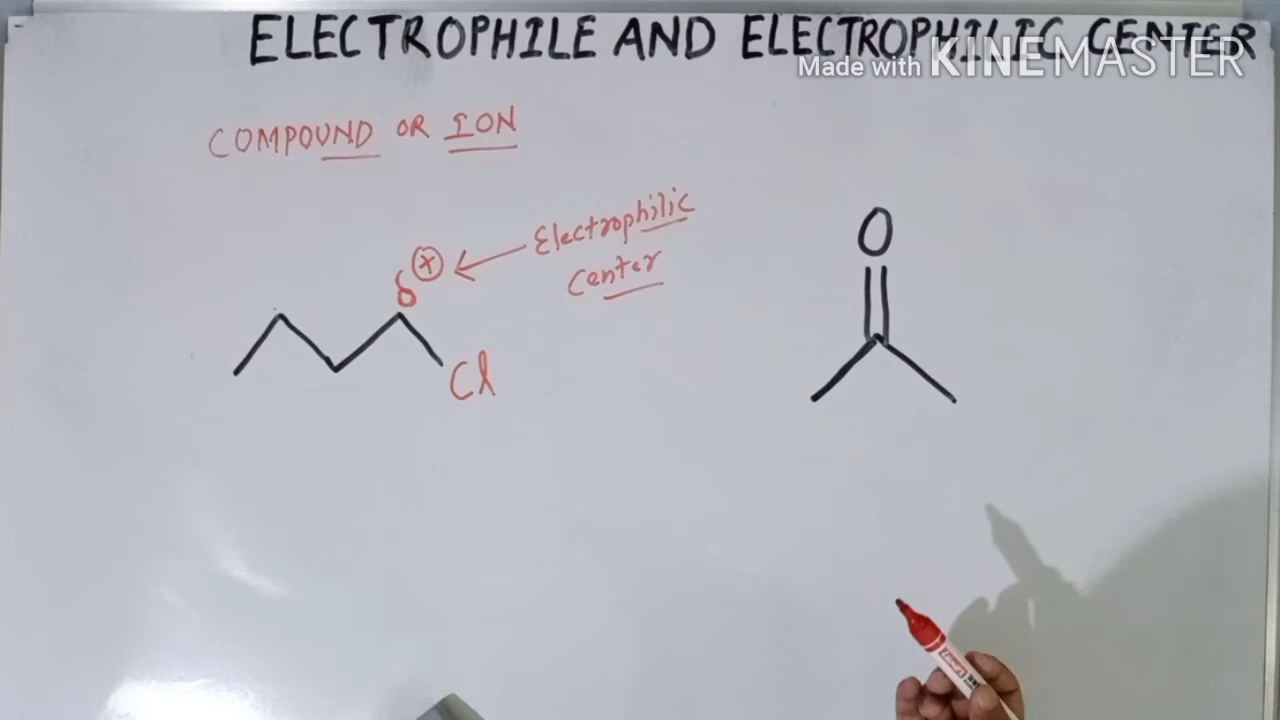 ELECTROPHILE AND ELECTROPHILIC CENTER
Made with KINEMASTER
COMPOUND OR ION
δ⊕ ← Electrophilic
Center
Cl
O